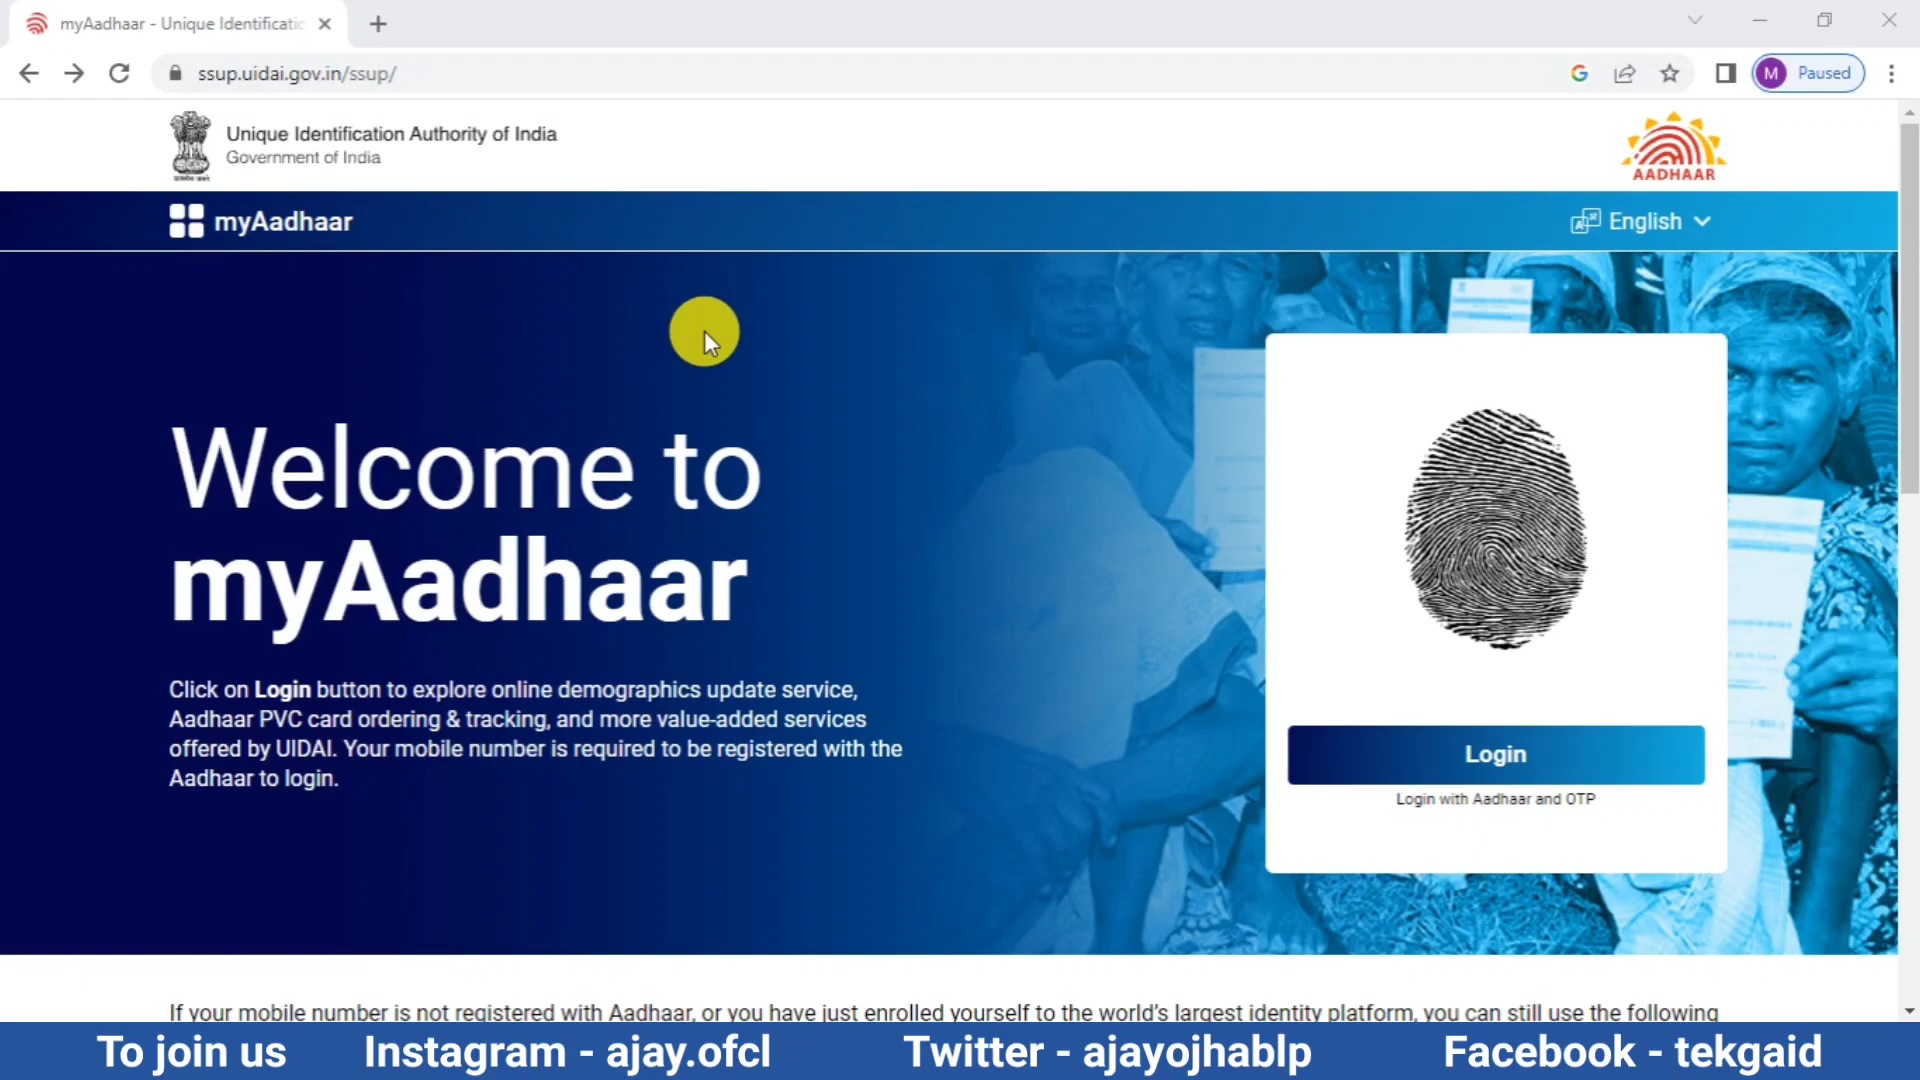 myAadhaar - Unique Identificatic
ssup.uidai.gov.in/ssup/
M Paused
Unique Identification Authority of India
Government of India
AADHAAR
myAadhaar
English
Welcome to
myAadhaar
Click on Login button to explore online demographics update service,
Aadhaar PVC card ordering & tracking, and more value-added services
offered by UIDAI. Your mobile number is required to be registered with the
Aadhaar to login.
Login
Login with Aadhaar and OTP
If your mobile number is not registered with Aadhaar, or you have just enrolled yourself to the world's largest identity platform, you can still use the following
To join us Instagram - ajay.ofcl Twitter - ajayojhablp Facebook - tekgaid